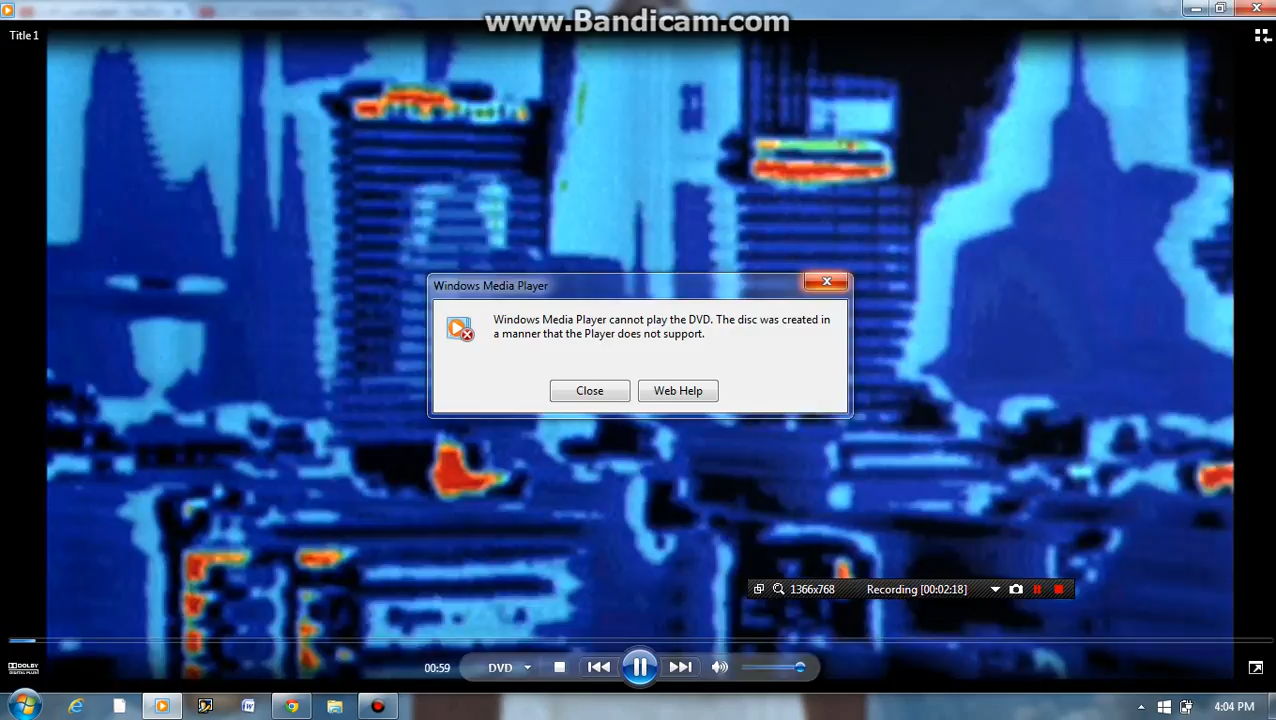 www.Bandicam.com
Title 1
Windows Media Player
Windows Media Player cannot play the DVD. The disc was created in
a manner that the Player does not support.
Close
Web Help
1366x768
Recording [00:02:18]
00:59
DVD
4:04 PM